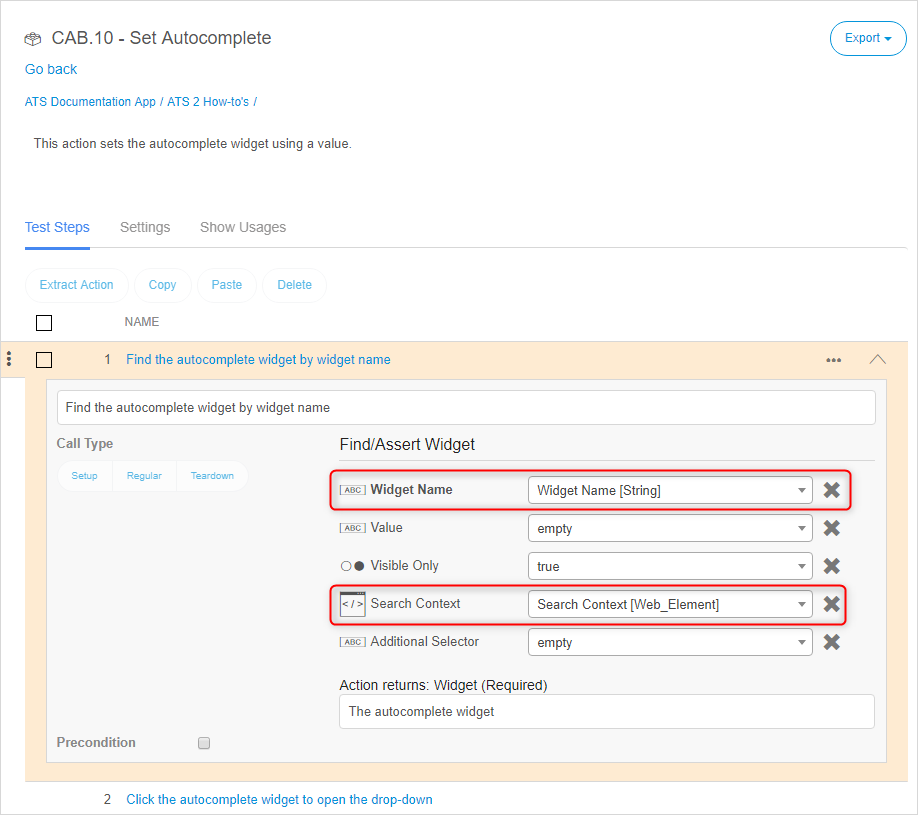 CAB.10 - Set Autocomplete
Export
Go back
ATS Documentation App / ATS 2 How-to's /
This action sets the autocomplete widget using a value.
Test Steps Settings Show Usages
Extract Action Copy Paste Delete
NAME
1 Find the autocomplete widget by widget name
Find the autocomplete widget by widget name
Call Type
Setup Regular Teardown
Find/Assert Widget
ABC Widget Name Widget Name [String]
ABC Value empty
Visible Only true
</> Search Context Search Context [Web_Element]
ABC Additional Selector empty
Action returns: Widget (Required)
The autocomplete widget
Precondition
2 Click the autocomplete widget to open the drop-down